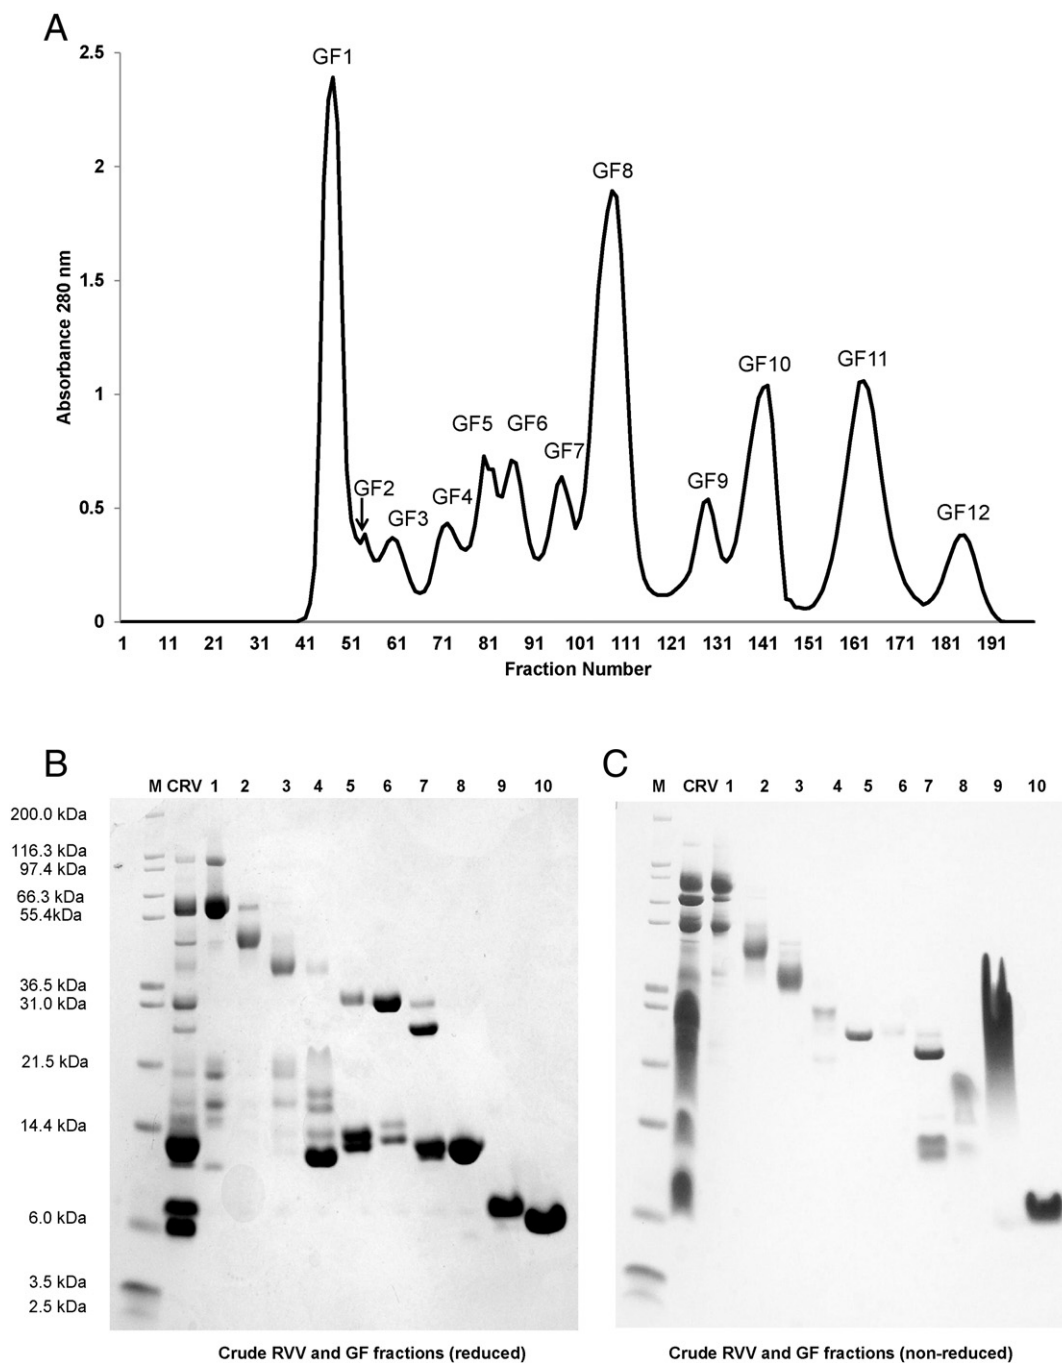 A
2.5
2
1.5
1
0.5
0
Absorbance 280 nm
GF1
GF2
GF3
GF4
GF5
GF6
GF7
GF8
GF9
GF10
GF11
GF12
1 11 21 31 41 51 61 71 81 91 101 111 121 131 141 151 161 171 181 191
Fraction Number
B
M CRV 1 2 3 4 5 6 7 8 9 10
200.0 kDa
116.3 kDa
97.4 kDa
66.3 kDa
55.4kDa
36.5 kDa
31.0 kDa
21.5 kDa
14.4 kDa
6.0 kDa
3.5 kDa
2.5 kDa
Crude RVV and GF fractions (reduced)
C
M CRV 1 2 3 4 5 6 7 8 9 10
Crude RVV and GF fractions (non-reduced)